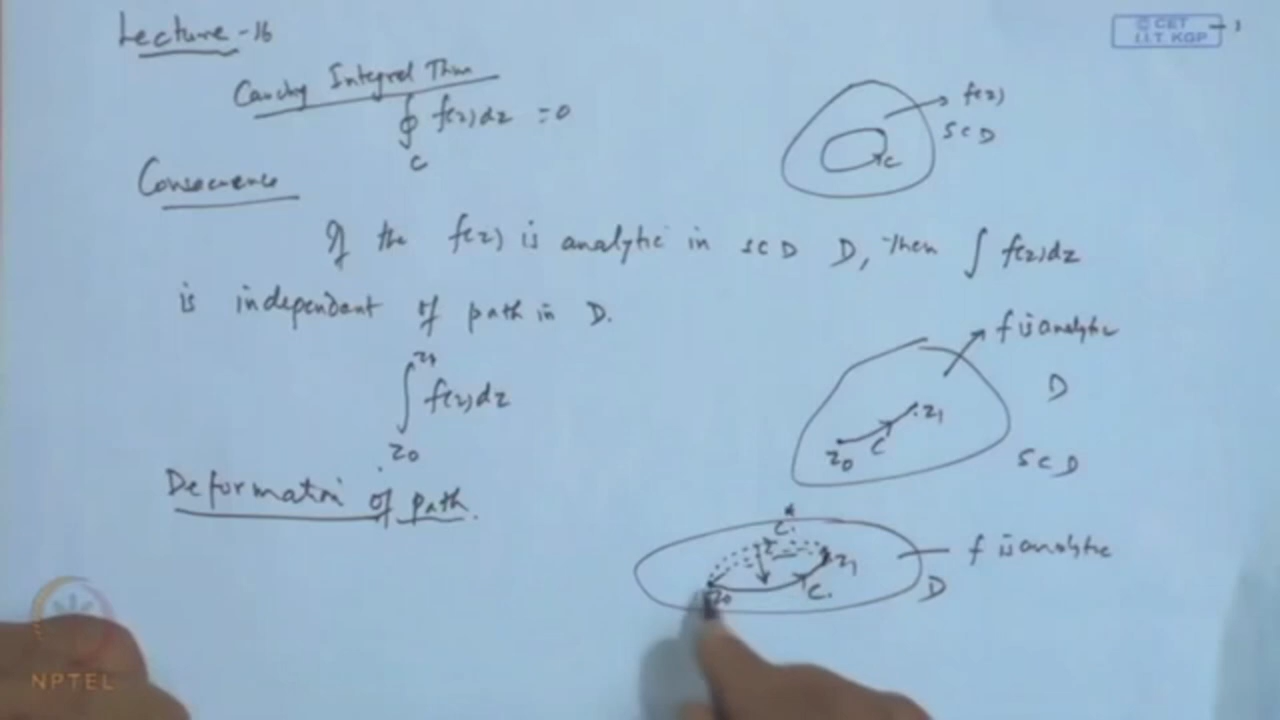 Lecture -16
© CET
I.I.T. KGP
Cauchy Integral Thm
∮ f(z)dz = 0
C
f(z)
SCD
C
Consequence
If the f(z) is analytic in SCD D, then ∫ f(z)dz
is independent of path in D.
z1
∫ f(z)dz
z0
f is analytic
D
z1
z0
C
SCD
Deformation of path.
C*
f is analytic
z1
z0
C.
D
NPTEL